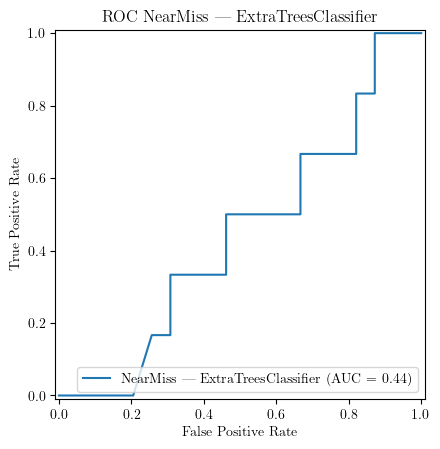 ROC NearMiss — ExtraTreesClassifier
1.0
0.8
0.6
0.4
0.2
0.0
True Positive Rate
NearMiss — ExtraTreesClassifier (AUC = 0.44)
0.0 0.2 0.4 0.6 0.8 1.0
False Positive Rate